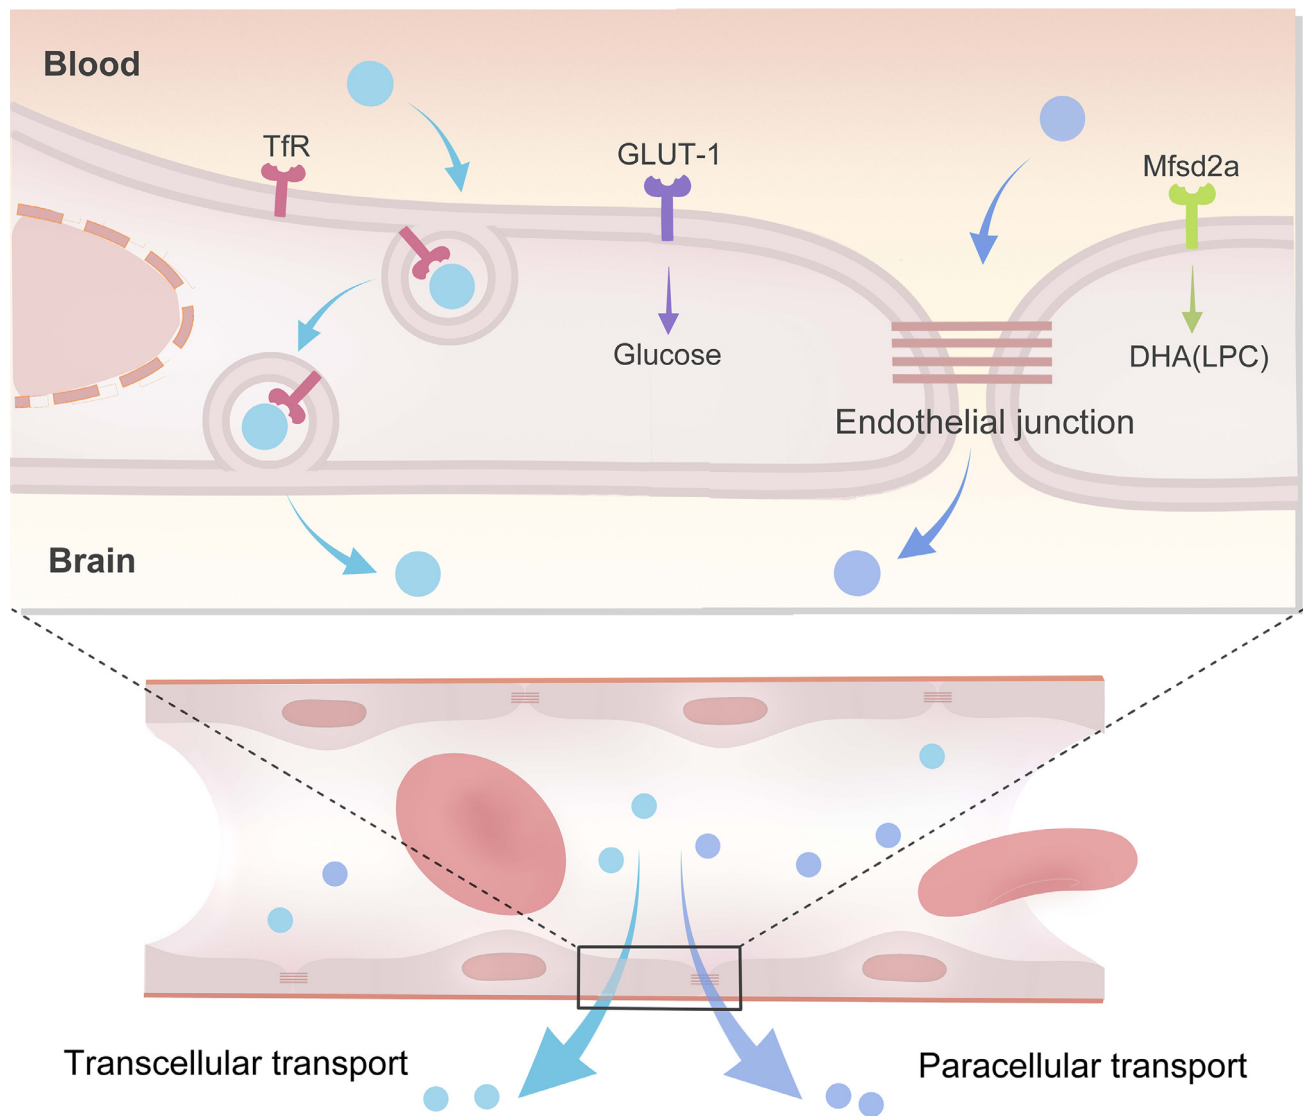 Blood
TfR
GLUT-1
Mfsd2a
Glucose
DHA(LPC)
Endothelial junction
Brain
Transcellular transport
Paracellular transport